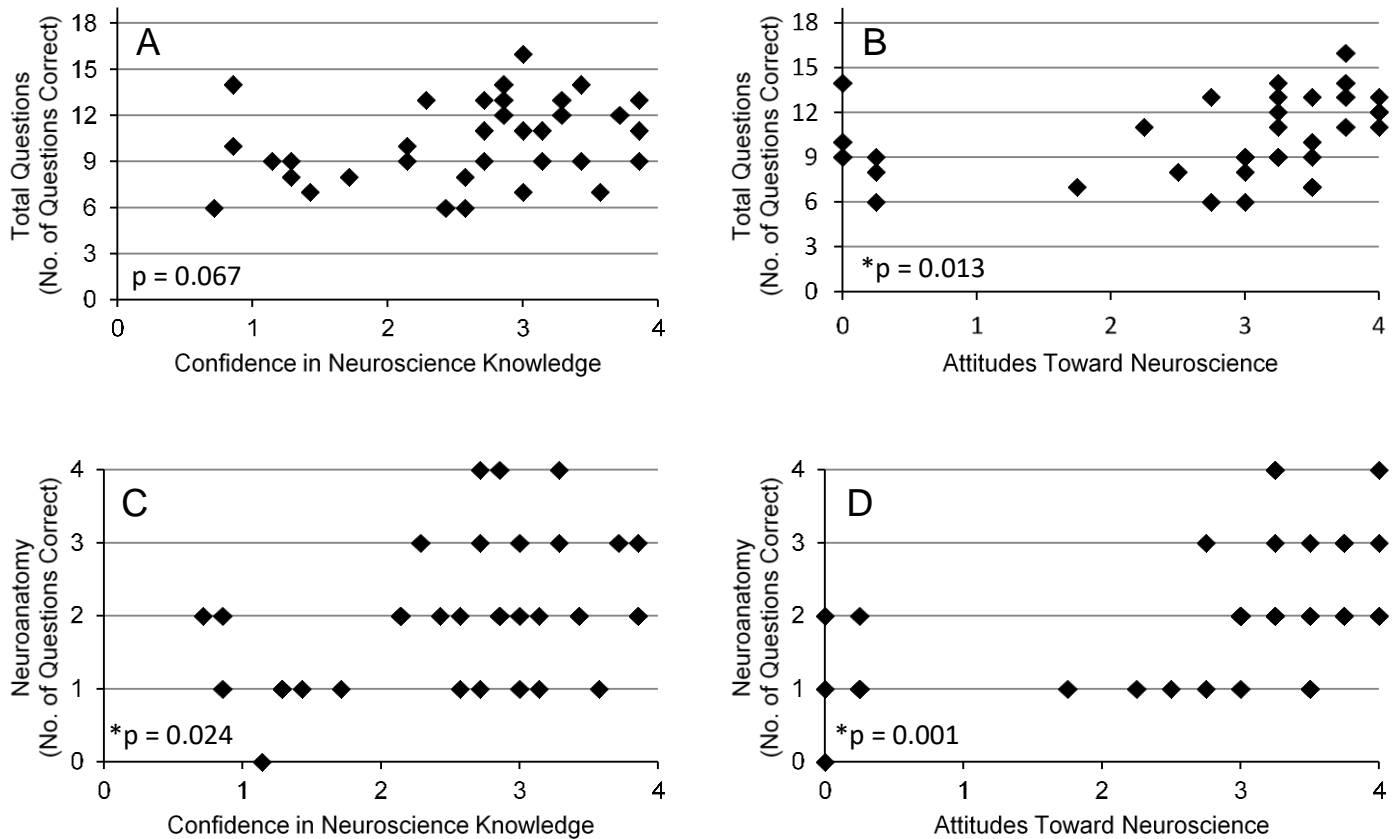 A
Total Questions
(No. of Questions Correct)
18
15
12
9
6
3
0
p = 0.067
0 1 2 3 4
Confidence in Neuroscience Knowledge
B
Total Questions
(No. of Questions Correct)
18
15
12
9
6
3
0
*p = 0.013
0 1 2 3 4
Attitudes Toward Neuroscience
C
Neuroanatomy
(No. of Questions Correct)
4
3
2
1
0
*p = 0.024
0 1 2 3 4
Confidence in Neuroscience Knowledge
D
Neuroanatomy
(No. of Questions Correct)
4
3
2
1
0
*p = 0.001
0 1 2 3 4
Attitudes Toward Neuroscience